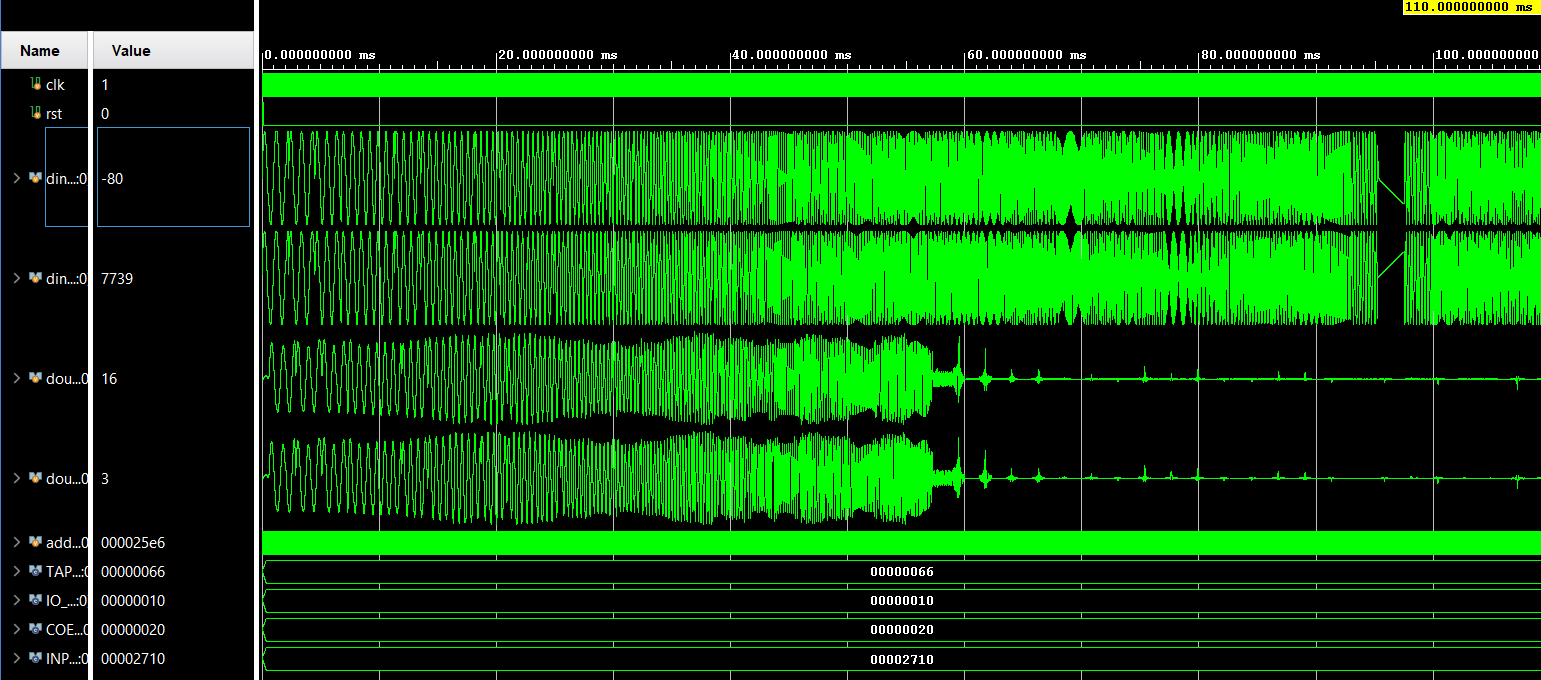 110.000000000 ms
Name Value
0.000000000 ms 20.000000000 ms 40.000000000 ms 60.000000000 ms 80.000000000 ms 100.000000000
clk 1
rst 0
din...:0 -80
din...:0 7739
dou...0 16
dou...0 3
add...0 000025e6
TAP...:0 00000066 00000066
IO_...:0 00000010 00000010
COE...0 00000020 00000020
INP...:0 00002710 00002710